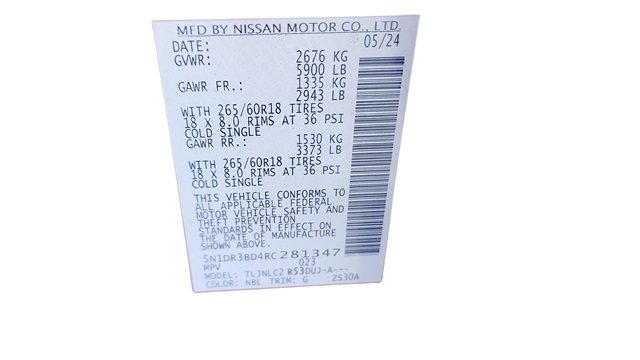 MFD BY NISSAN MOTOR CO., LTD.
DATE: 05/24
GVWR: 2676 KG
5900 LB
GAWR FR.: 1335 KG
2943 LB
WITH 265/60R18 TIRES
18 X 8.0 RIMS AT 36 PSI
COLD SINGLE
GAWR RR.: 1530 KG
3373 LB
WITH 265/60R18 TIRES
18 X 8.0 RIMS AT 36 PSI
COLD SINGLE
THIS VEHICLE CONFORMS TO
ALL APPLICABLE FEDERAL
MOTOR VEHICLE SAFETY AND
THEFT PREVENTION
STANDARDS IN EFFECT ON
THE DATE OF MANUFACTURE
SHOWN ABOVE.
5N1DR3BD4RC281347
MPV 023
MODEL: TLJNLC2 R53DUJ-A---
COLOR: NBL TRIM: G Z530A